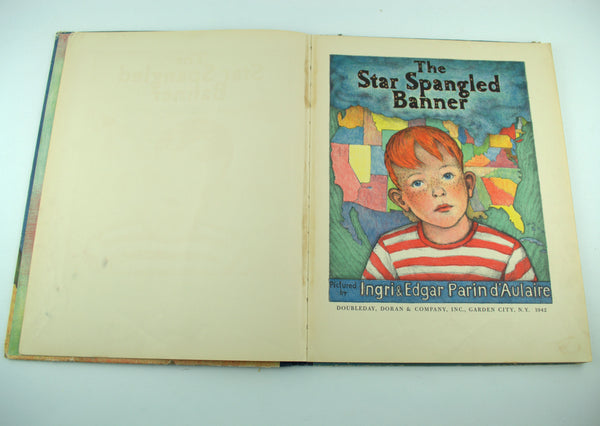 The
Star Spangled
Banner
Pictured
by
Ingri & Edgar Parin d'Aulaire
DOUBLEDAY, DORAN & COMPANY, INC., GARDEN CITY, N.Y. 1942